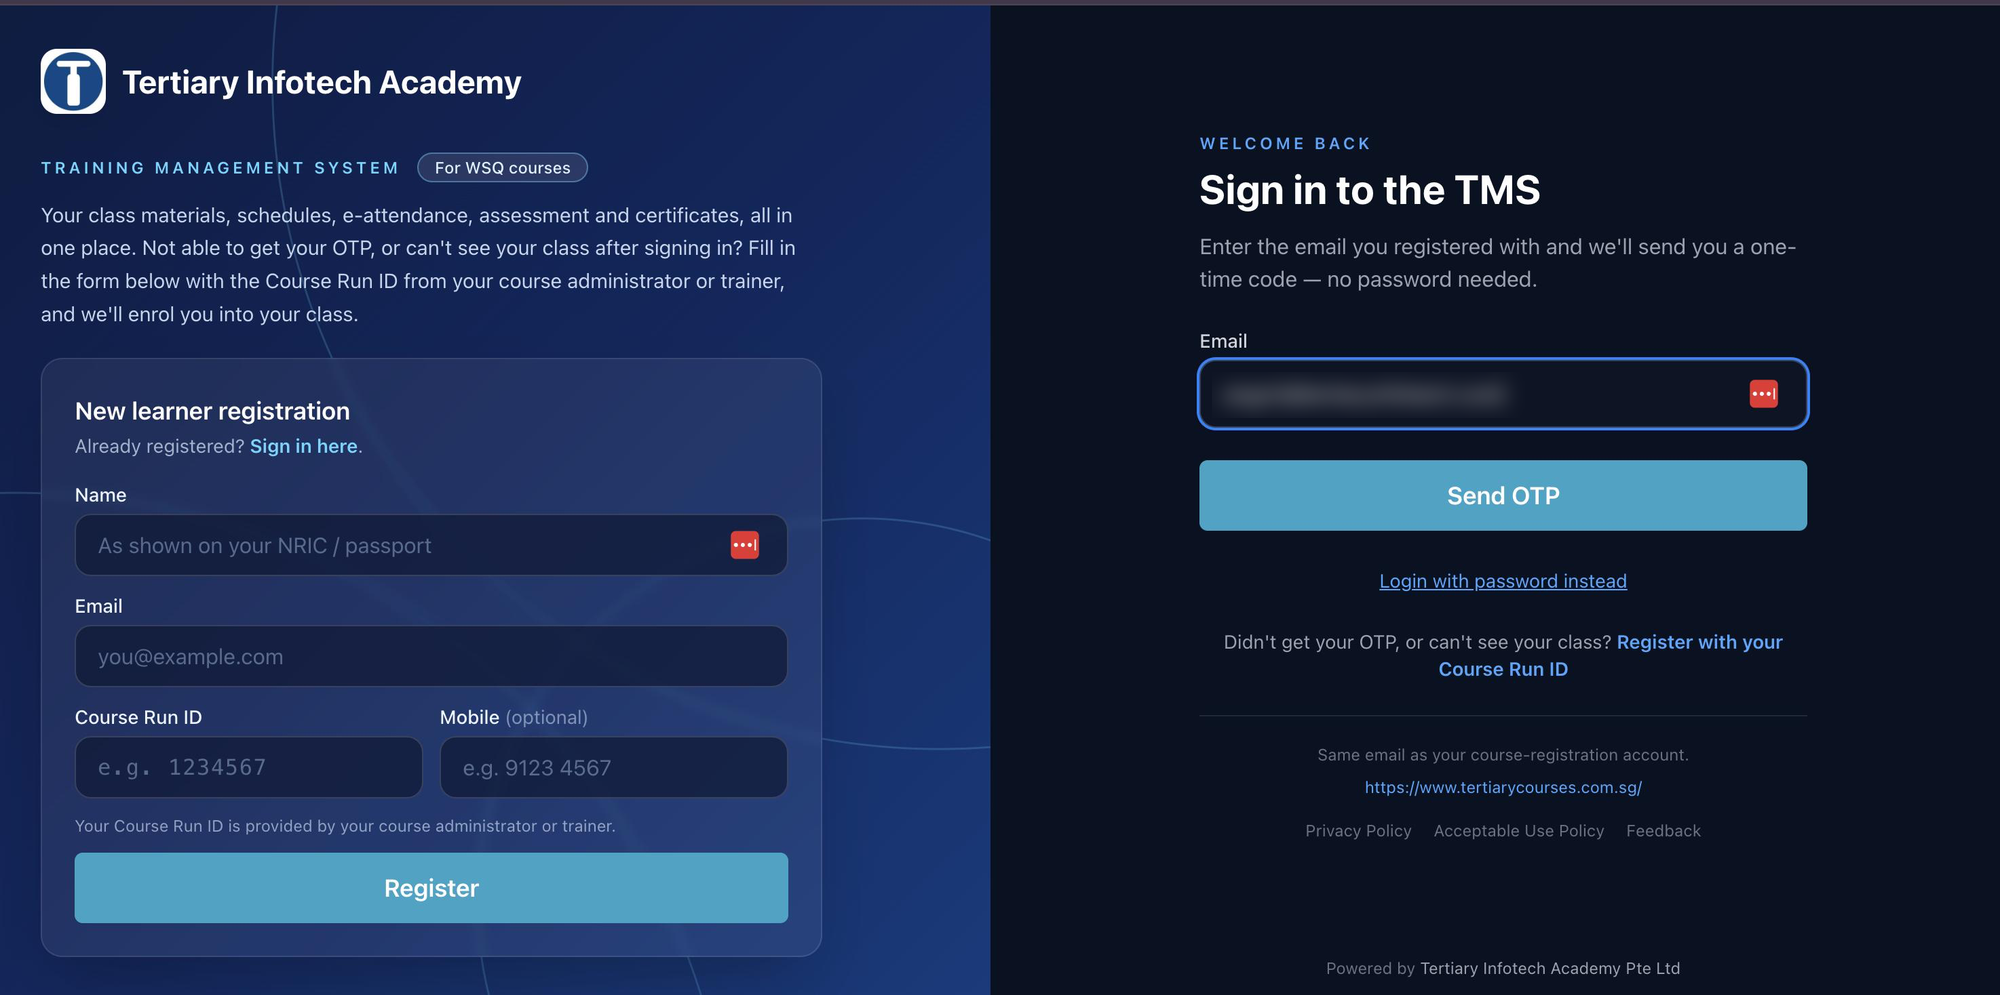 Tertiary Infotech Academy
TRAINING MANAGEMENT SYSTEM For WSQ courses
Your class materials, schedules, e-attendance, assessment and certificates, all in
one place. Not able to get your OTP, or can't see your class after signing in? Fill in
the form below with the Course Run ID from your course administrator or trainer,
and we'll enrol you into your class.
New learner registration
Already registered? Sign in here.
Name
As shown on your NRIC / passport
Email
you@example.com
Course Run ID
e.g. 1234567
Mobile (optional)
e.g. 9123 4567
Your Course Run ID is provided by your course administrator or trainer.
Register
WELCOME BACK
Sign in to the TMS
Enter the email you registered with and we'll send you a one-
time code — no password needed.
Email
Send OTP
Login with password instead
Didn't get your OTP, or can't see your class? Register with your
Course Run ID
Same email as your course-registration account.
https://www.tertiarycourses.com.sg/
Privacy Policy Acceptable Use Policy Feedback
Powered by Tertiary Infotech Academy Pte Ltd